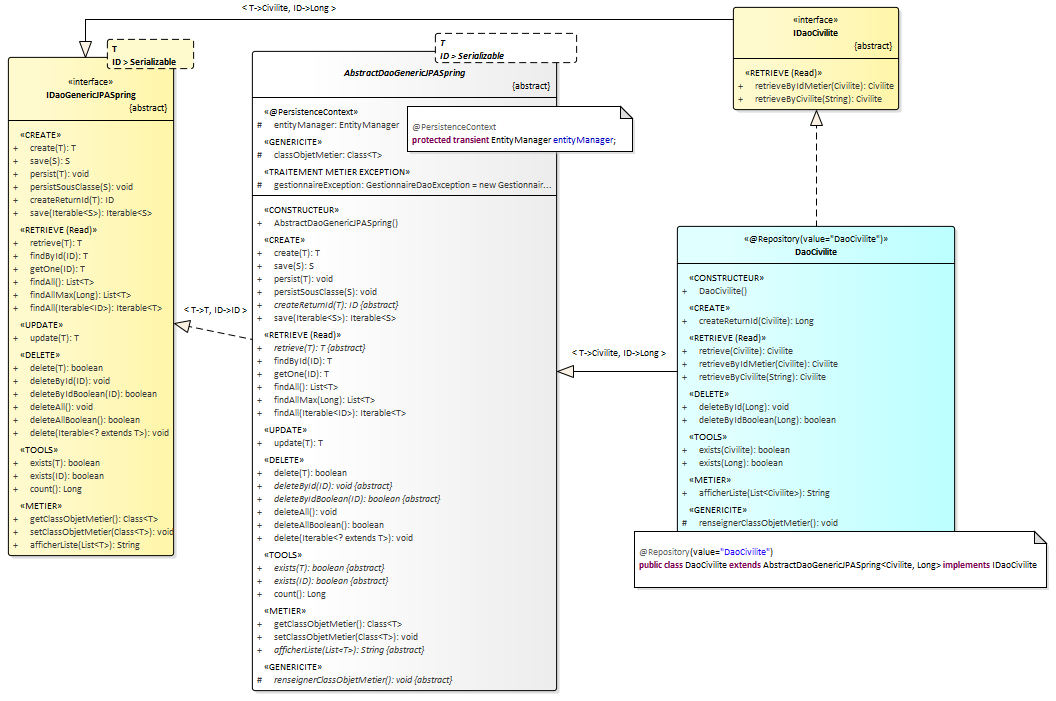 < T->Civilite, ID->Long >
T
ID > Serializable
«interface»
IDaoGenericJPASpring
{abstract}
«CREATE»
+ create(T): T
+ save(S): S
+ persist(T): void
+ persistSousClasse(S): void
+ createReturnId(T): ID
+ save(Iterable<S>): Iterable<S>
«RETRIEVE (Read)»
+ retrieve(T): T
+ findById(ID): T
+ getOne(ID): T
+ findAll(): List<T>
+ findAllMax(Long): List<T>
+ findAll(Iterable<ID>): Iterable<T>
«UPDATE»
+ update(T): T
«DELETE»
+ delete(T): boolean
+ deleteById(ID): void
+ deleteByIdBoolean(ID): boolean
+ deleteAll(): void
+ deleteAllBoolean(): boolean
+ delete(Iterable<? extends T>): void
«TOOLS»
+ exists(T): boolean
+ exists(ID): boolean
+ count(): Long
«METIER»
+ getClassObjetMetier(): Class<T>
+ setClassObjetMetier(Class<T>): void
+ afficherListe(List<T>): String
< T->T, ID->ID >
T
ID > Serializable
AbstractDaoGenericJPASpring
{abstract}
«@PersistenceContext»
# entityManager: EntityManager
«GENERICITE»
# classObjetMetier: Class<T>
«TRAITEMENT METIER EXCEPTION»
# gestionnaireException: GestionnaireDaoException = new Gestionnair...
«CONSTRUCTEUR»
+ AbstractDaoGenericJPASpring()
«CREATE»
+ create(T): T
+ save(S): S
+ persist(T): void
+ persistSousClasse(S): void
+ createReturnId(T): ID {abstract}
+ save(Iterable<S>): Iterable<S>
«RETRIEVE (Read)»
+ retrieve(T): T {abstract}
+ findById(ID): T
+ getOne(ID): T
+ findAll(): List<T>
+ findAllMax(Long): List<T>
+ findAll(Iterable<ID>): Iterable<T>
«UPDATE»
+ update(T): T
«DELETE»
+ delete(T): boolean
+ deleteById(ID): void {abstract}
+ deleteByIdBoolean(ID): boolean {abstract}
+ deleteAll(): void
+ deleteAllBoolean(): boolean
+ delete(Iterable<? extends T>): void
«TOOLS»
+ exists(T): boolean {abstract}
+ exists(ID): boolean {abstract}
+ count(): Long
«METIER»
+ getClassObjetMetier(): Class<T>
+ setClassObjetMetier(Class<T>): void
+ afficherListe(List<T>): String {abstract}
«GENERICITE»
# renseignerClassObjetMetier(): void {abstract}
@PersistenceContext
protected transient EntityManager entityManager;
«interface»
IDaoCivilite
{abstract}
«RETRIEVE (Read)»
+ retrieveByIdMetier(Civilite): Civilite
+ retrieveByCivilite(String): Civilite
< T->Civilite, ID->Long >
«@Repository(value="DaoCivilite")»
DaoCivilite
«CONSTRUCTEUR»
+ DaoCivilite()
«CREATE»
+ createReturnId(Civilite): Long
«RETRIEVE (Read)»
+ retrieve(Civilite): Civilite
+ retrieveByIdMetier(Civilite): Civilite
+ retrieveByCivilite(String): Civilite
«DELETE»
+ deleteById(Long): void
+ deleteByIdBoolean(Long): boolean
«TOOLS»
+ exists(Civilite): boolean
+ exists(Long): boolean
«METIER»
+ afficherListe(List<Civilite>): String
«GENERICITE»
# renseignerClassObjetMetier(): void
@Repository(value="DaoCivilite")
public class DaoCivilite extends AbstractDaoGenericJPASpring<Civilite, Long> implements IDaoCivilite